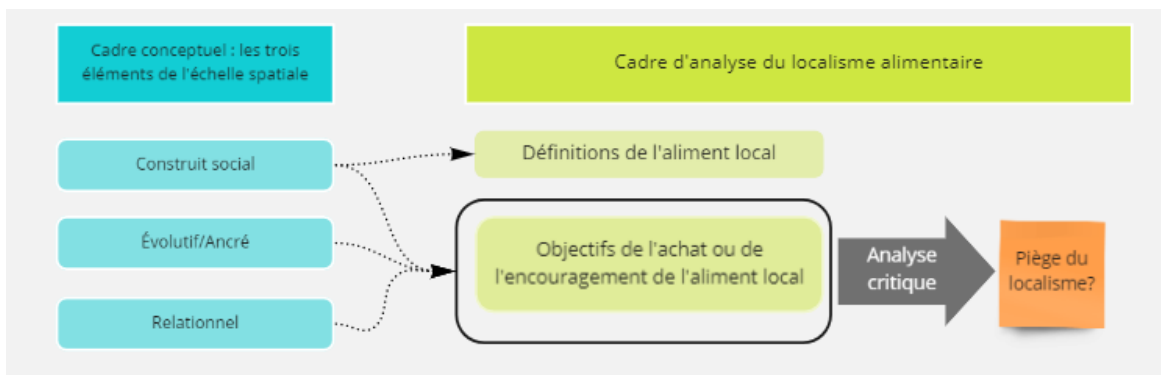 Cadre conceptuel : les trois
éléments de l'échelle spatiale
Cadre d'analyse du localisme alimentaire
Construit social
Définitions de l'aliment local
Évolutif/Ancré
Objectifs de l'achat ou de
l'encouragement de l'aliment local
Analyse
critique
Piège du
localisme?
Relationnel